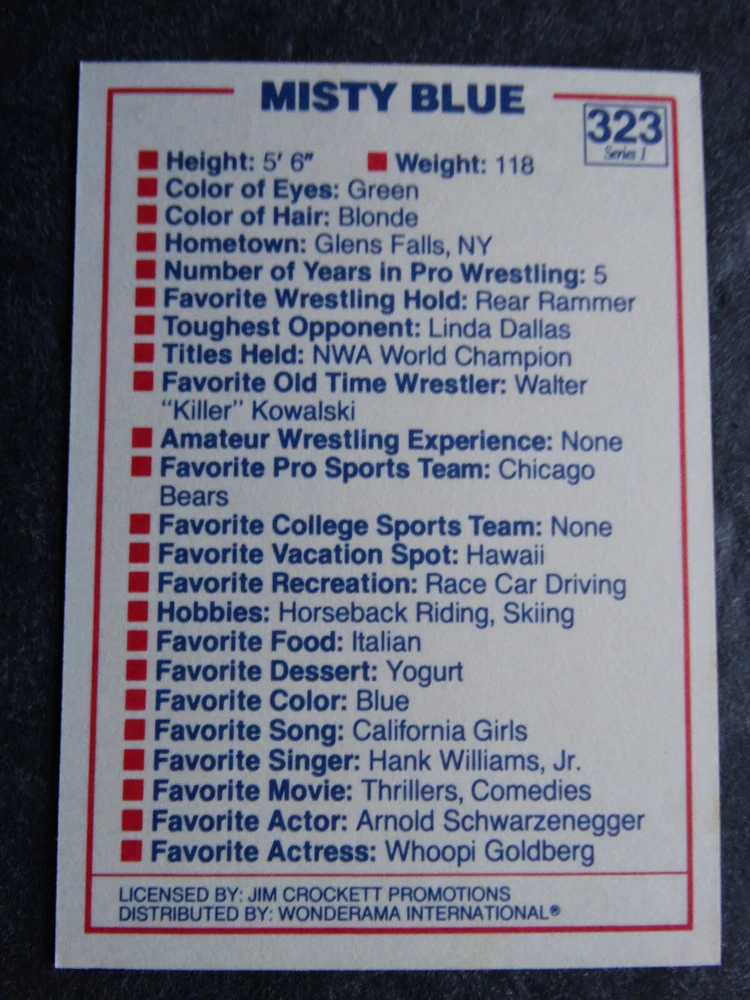 MISTY BLUE
323
Series 1
Height: 5' 6" Weight: 118
Color of Eyes: Green
Color of Hair: Blonde
Hometown: Glens Falls, NY
Number of Years in Pro Wrestling: 5
Favorite Wrestling Hold: Rear Rammer
Toughest Opponent: Linda Dallas
Titles Held: NWA World Champion
Favorite Old Time Wrestler: Walter
"Killer" Kowalski
Amateur Wrestling Experience: None
Favorite Pro Sports Team: Chicago
Bears
Favorite College Sports Team: None
Favorite Vacation Spot: Hawaii
Favorite Recreation: Race Car Driving
Hobbies: Horseback Riding, Skiing
Favorite Food: Italian
Favorite Dessert: Yogurt
Favorite Color: Blue
Favorite Song: California Girls
Favorite Singer: Hank Williams, Jr.
Favorite Movie: Thrillers, Comedies
Favorite Actor: Arnold Schwarzenegger
Favorite Actress: Whoopi Goldberg
LICENSED BY: JIM CROCKETT PROMOTIONS
DISTRIBUTED BY: WONDERAMA INTERNATIONAL®